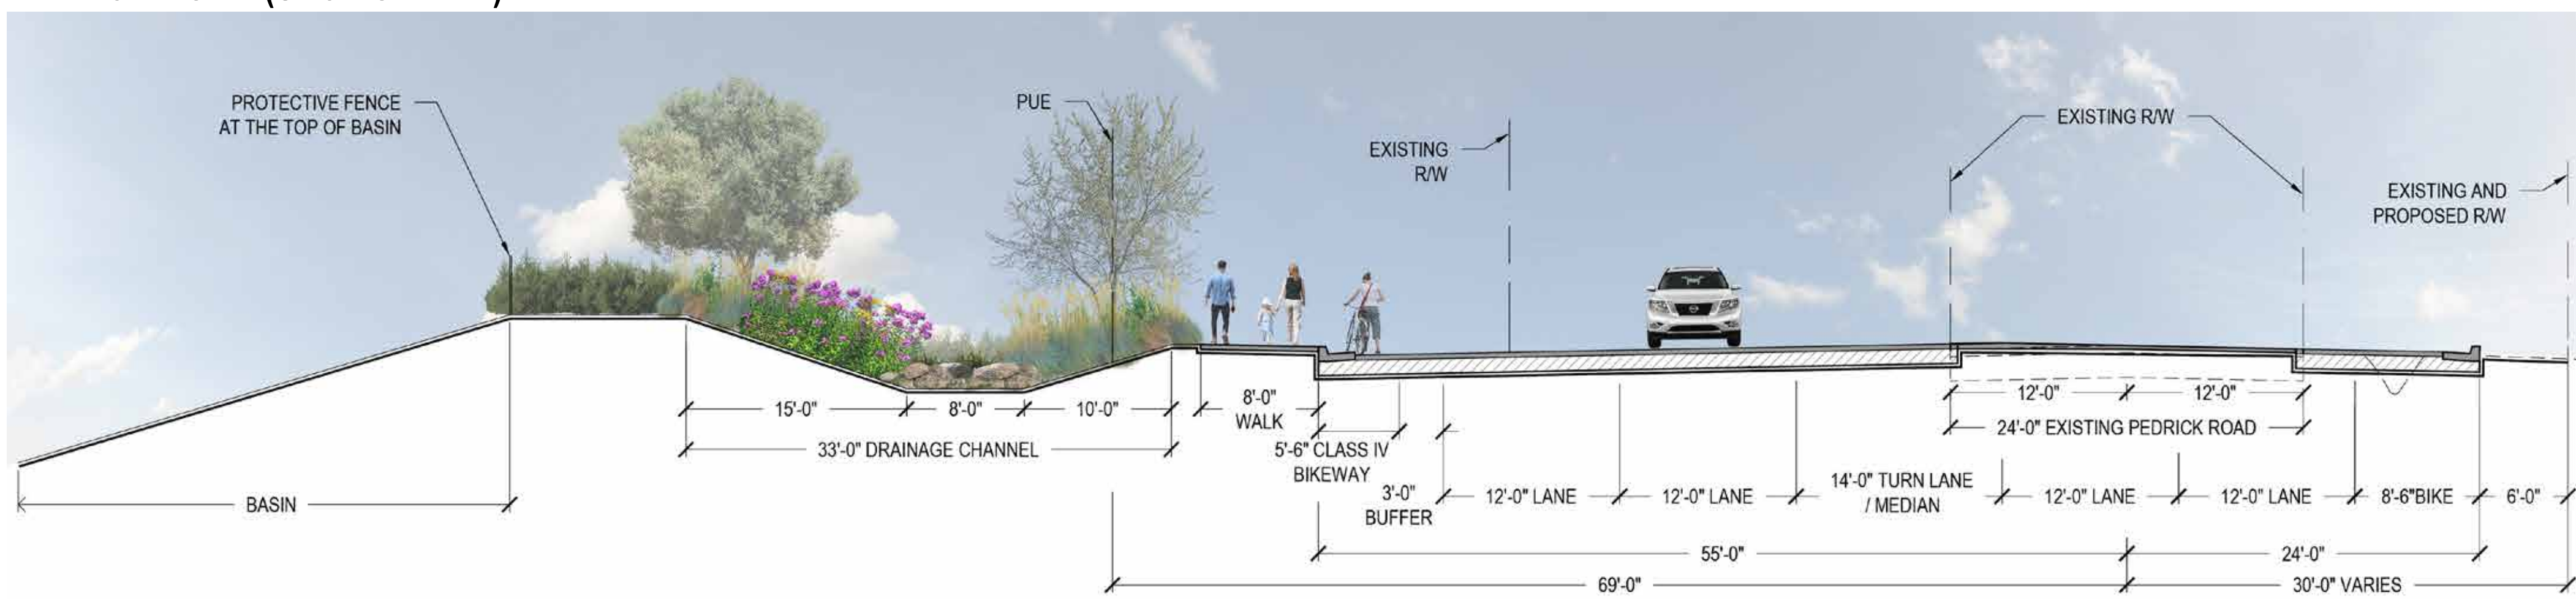 PROTECTIVE FENCE
AT THE TOP OF BASIN
PUE
EXISTING
R/W
EXISTING R/W
EXISTING AND
PROPOSED R/W
15'-0"
8'-0"
10'-0"
8'-0"
WALK
12'-0"
12'-0"
33'-0" DRAINAGE CHANNEL
5'-6" CLASS IV
BIKEWAY
24'-0" EXISTING PEDRICK ROAD
BASIN
3'-0"
BUFFER
12'-0" LANE
12'-0" LANE
14'-0" TURN LANE
/ MEDIAN
12'-0" LANE
12'-0" LANE
8'-6"BIKE
6'-0"
55'-0"
24'-0"
69'-0"
30'-0" VARIES